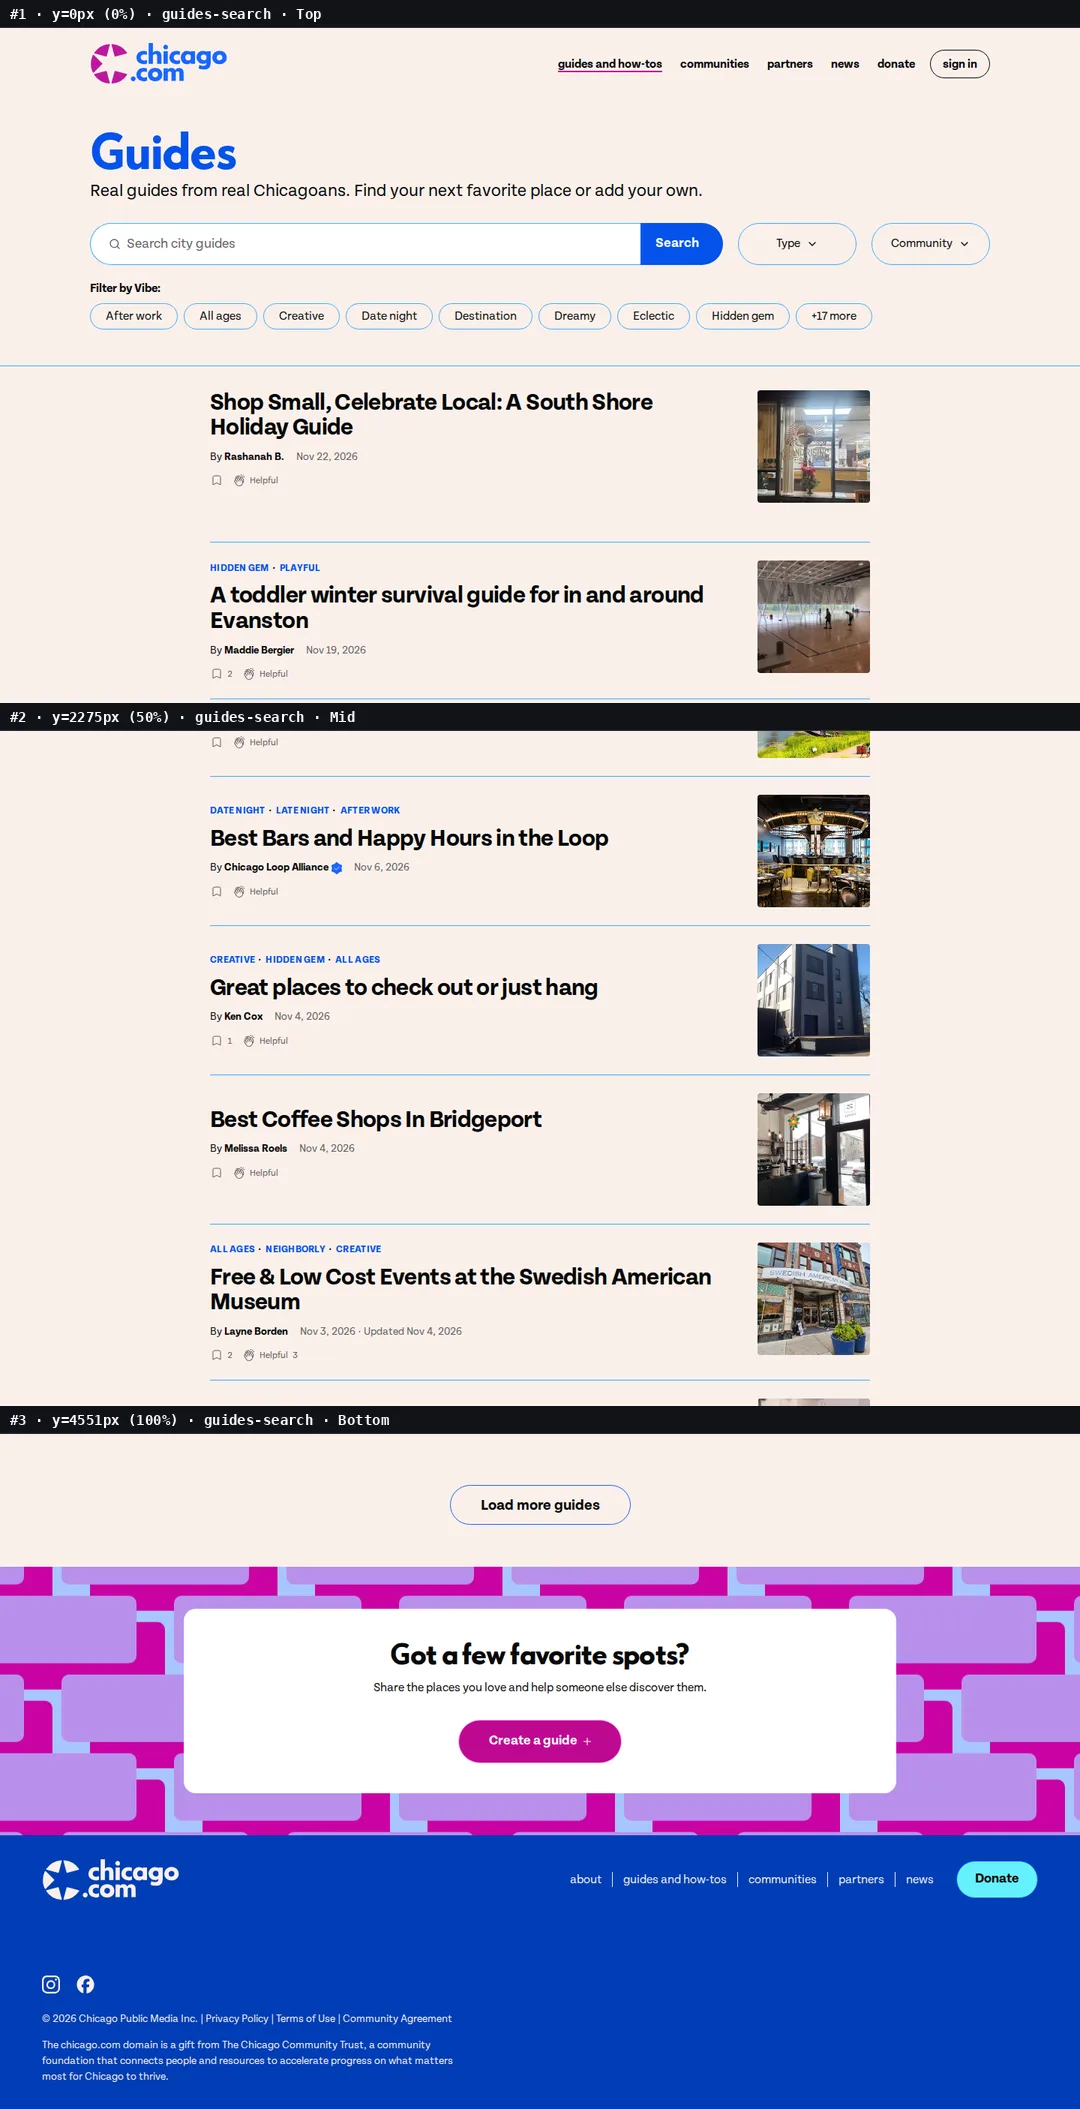 #1 · y=0px (0%) · guides-search · Top
chicago
.com
guides and how-tos communities partners news donate sign in
Guides
Real guides from real Chicagoans. Find your next favorite place or add your own.
Search city guides Search Type Community
Filter by Vibe:
After work All ages Creative Date night Destination Dreamy Eclectic Hidden gem +17 more
Shop Small, Celebrate Local: A South Shore
Holiday Guide
By Rashanah B. Nov 22, 2026
Helpful
HIDDEN GEM · PLAYFUL
A toddler winter survival guide for in and around
Evanston
By Maddie Bergier Nov 19, 2026
2 Helpful
#2 · y=2275px (50%) · guides-search · Mid
Helpful
DATE NIGHT · LATE NIGHT · AFTER WORK
Best Bars and Happy Hours in the Loop
By Chicago Loop Alliance Nov 6, 2026
Helpful
CREATIVE · HIDDEN GEM · ALL AGES
Great places to check out or just hang
By Ken Cox Nov 4, 2026
1 Helpful
Best Coffee Shops In Bridgeport
By Melissa Roels Nov 4, 2026
Helpful
ALL AGES · NEIGHBORLY · CREATIVE
Free & Low Cost Events at the Swedish American
Museum
By Layne Borden Nov 3, 2026 · Updated Nov 4, 2026
2 Helpful 3
SWEDISH AMERICAN
#3 · y=4551px (100%) · guides-search · Bottom
Load more guides
Got a few favorite spots?
Share the places you love and help someone else discover them.
Create a guide +
chicago
.com
about | guides and how-tos | communities | partners | news Donate
© 2026 Chicago Public Media Inc. | Privacy Policy | Terms of Use | Community Agreement
The chicago.com domain is a gift from The Chicago Community Trust, a community
foundation that connects people and resources to accelerate progress on what matters
most for Chicago to thrive.